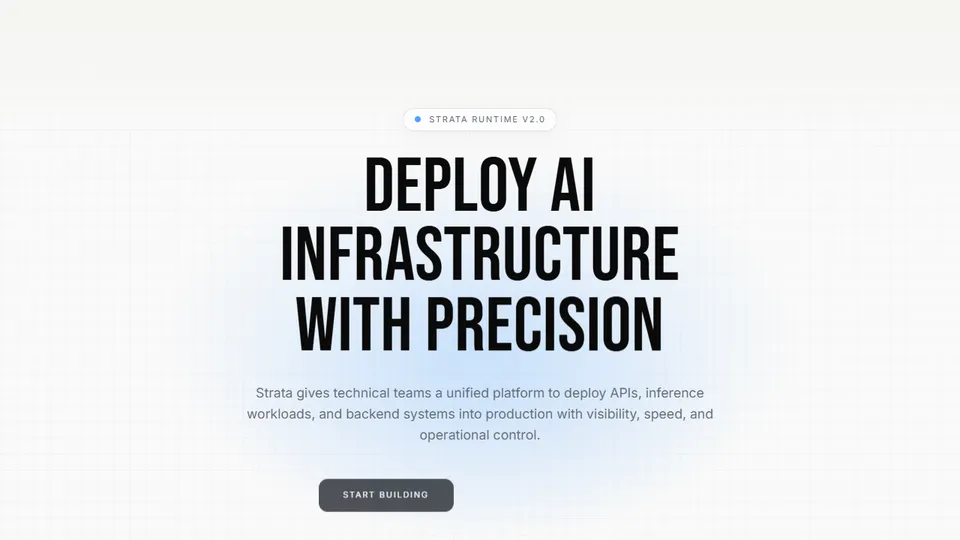 STRATA RUNTIME V2.0
DEPLOY AI
INFRASTRUCTURE
WITH PRECISION
Strata gives technical teams a unified platform to deploy APIs, inference
workloads, and backend systems into production with visibility, speed, and
operational control.
START BUILDING